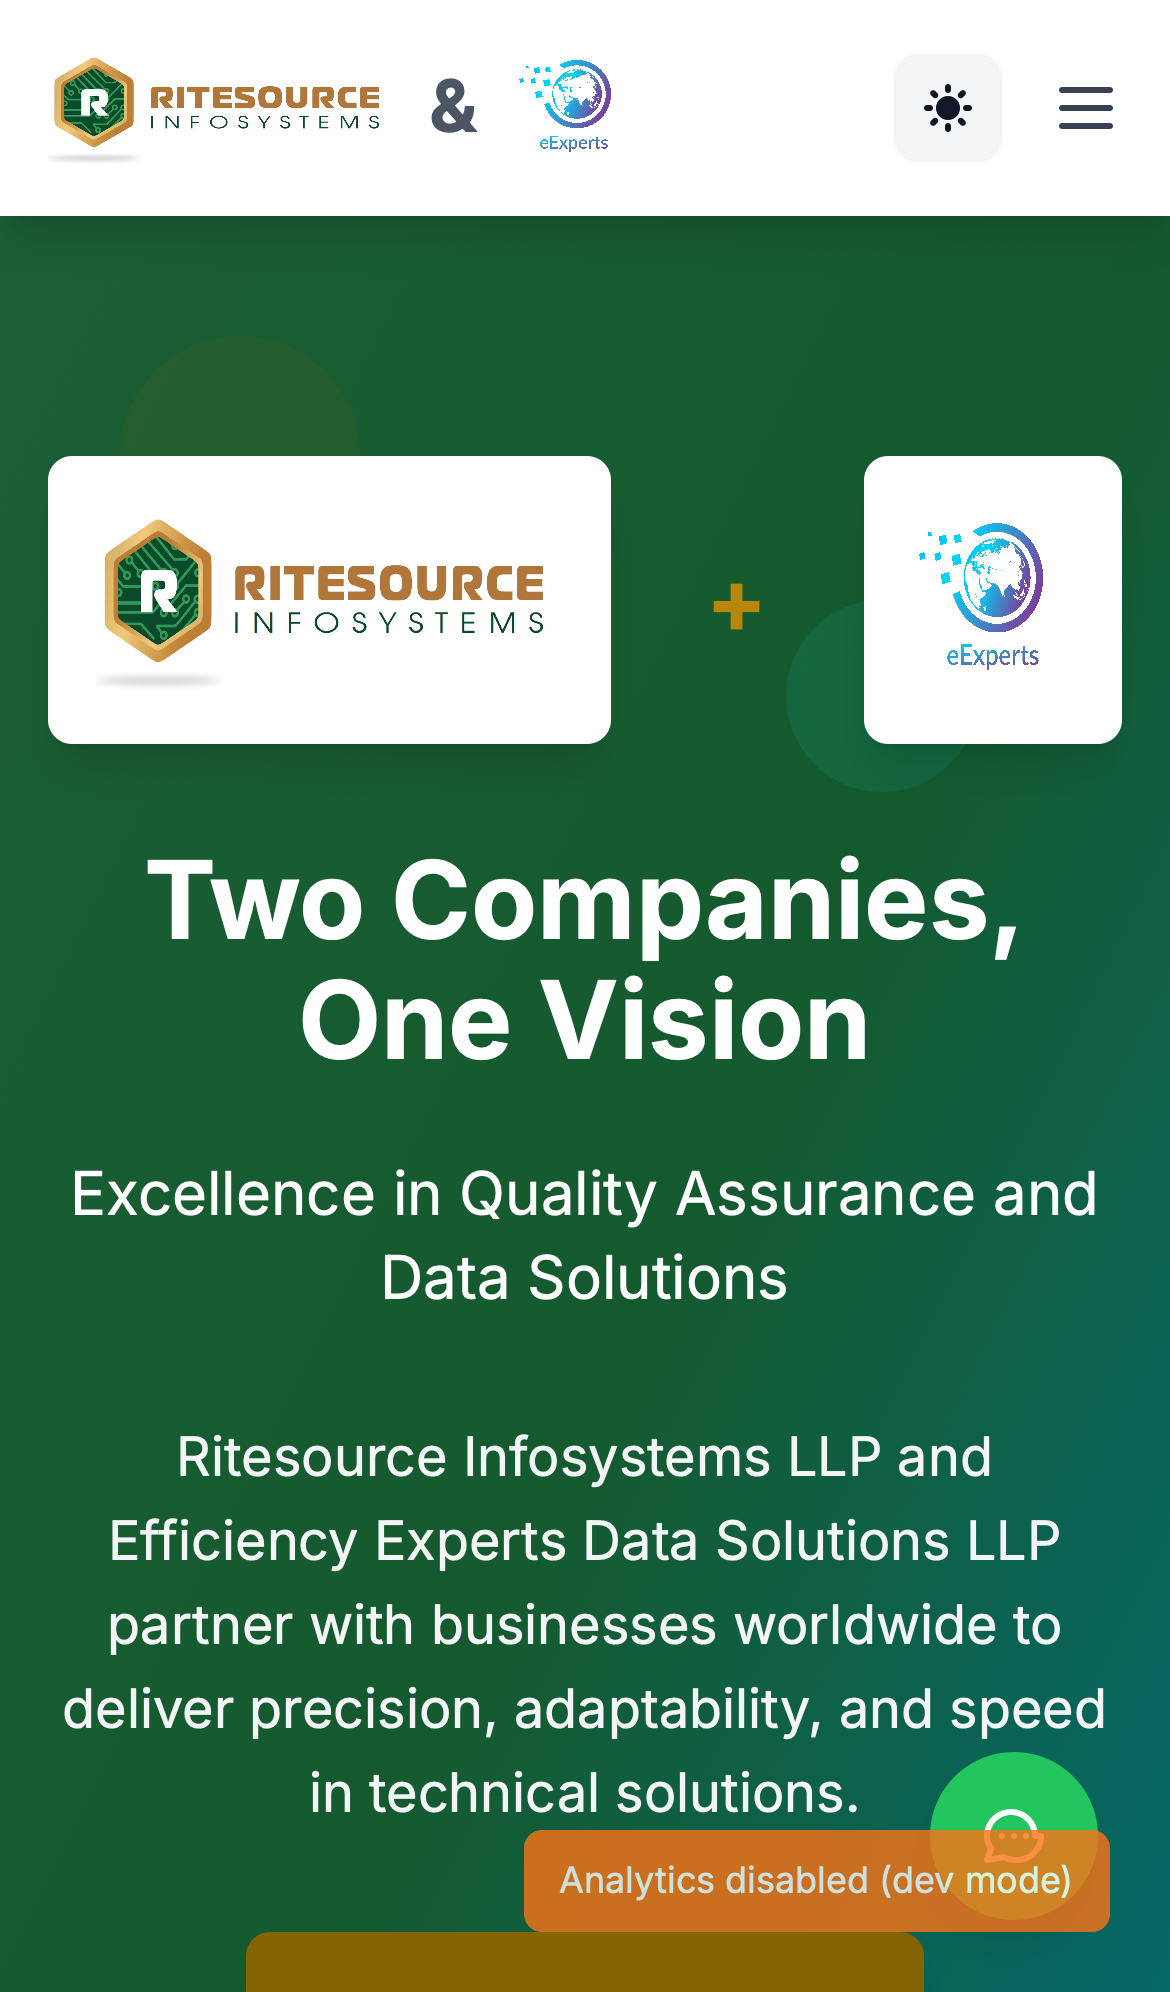 R RITESOURCE
INFOSYSTEMS
&
eExperts
R RITESOURCE
INFOSYSTEMS
+
eExperts
Two Companies,
One Vision
Excellence in Quality Assurance and
Data Solutions
Ritesource Infosystems LLP and
Efficiency Experts Data Solutions LLP
partner with businesses worldwide to
deliver precision, adaptability, and speed
in technical solutions.
Analytics disabled (dev mode)